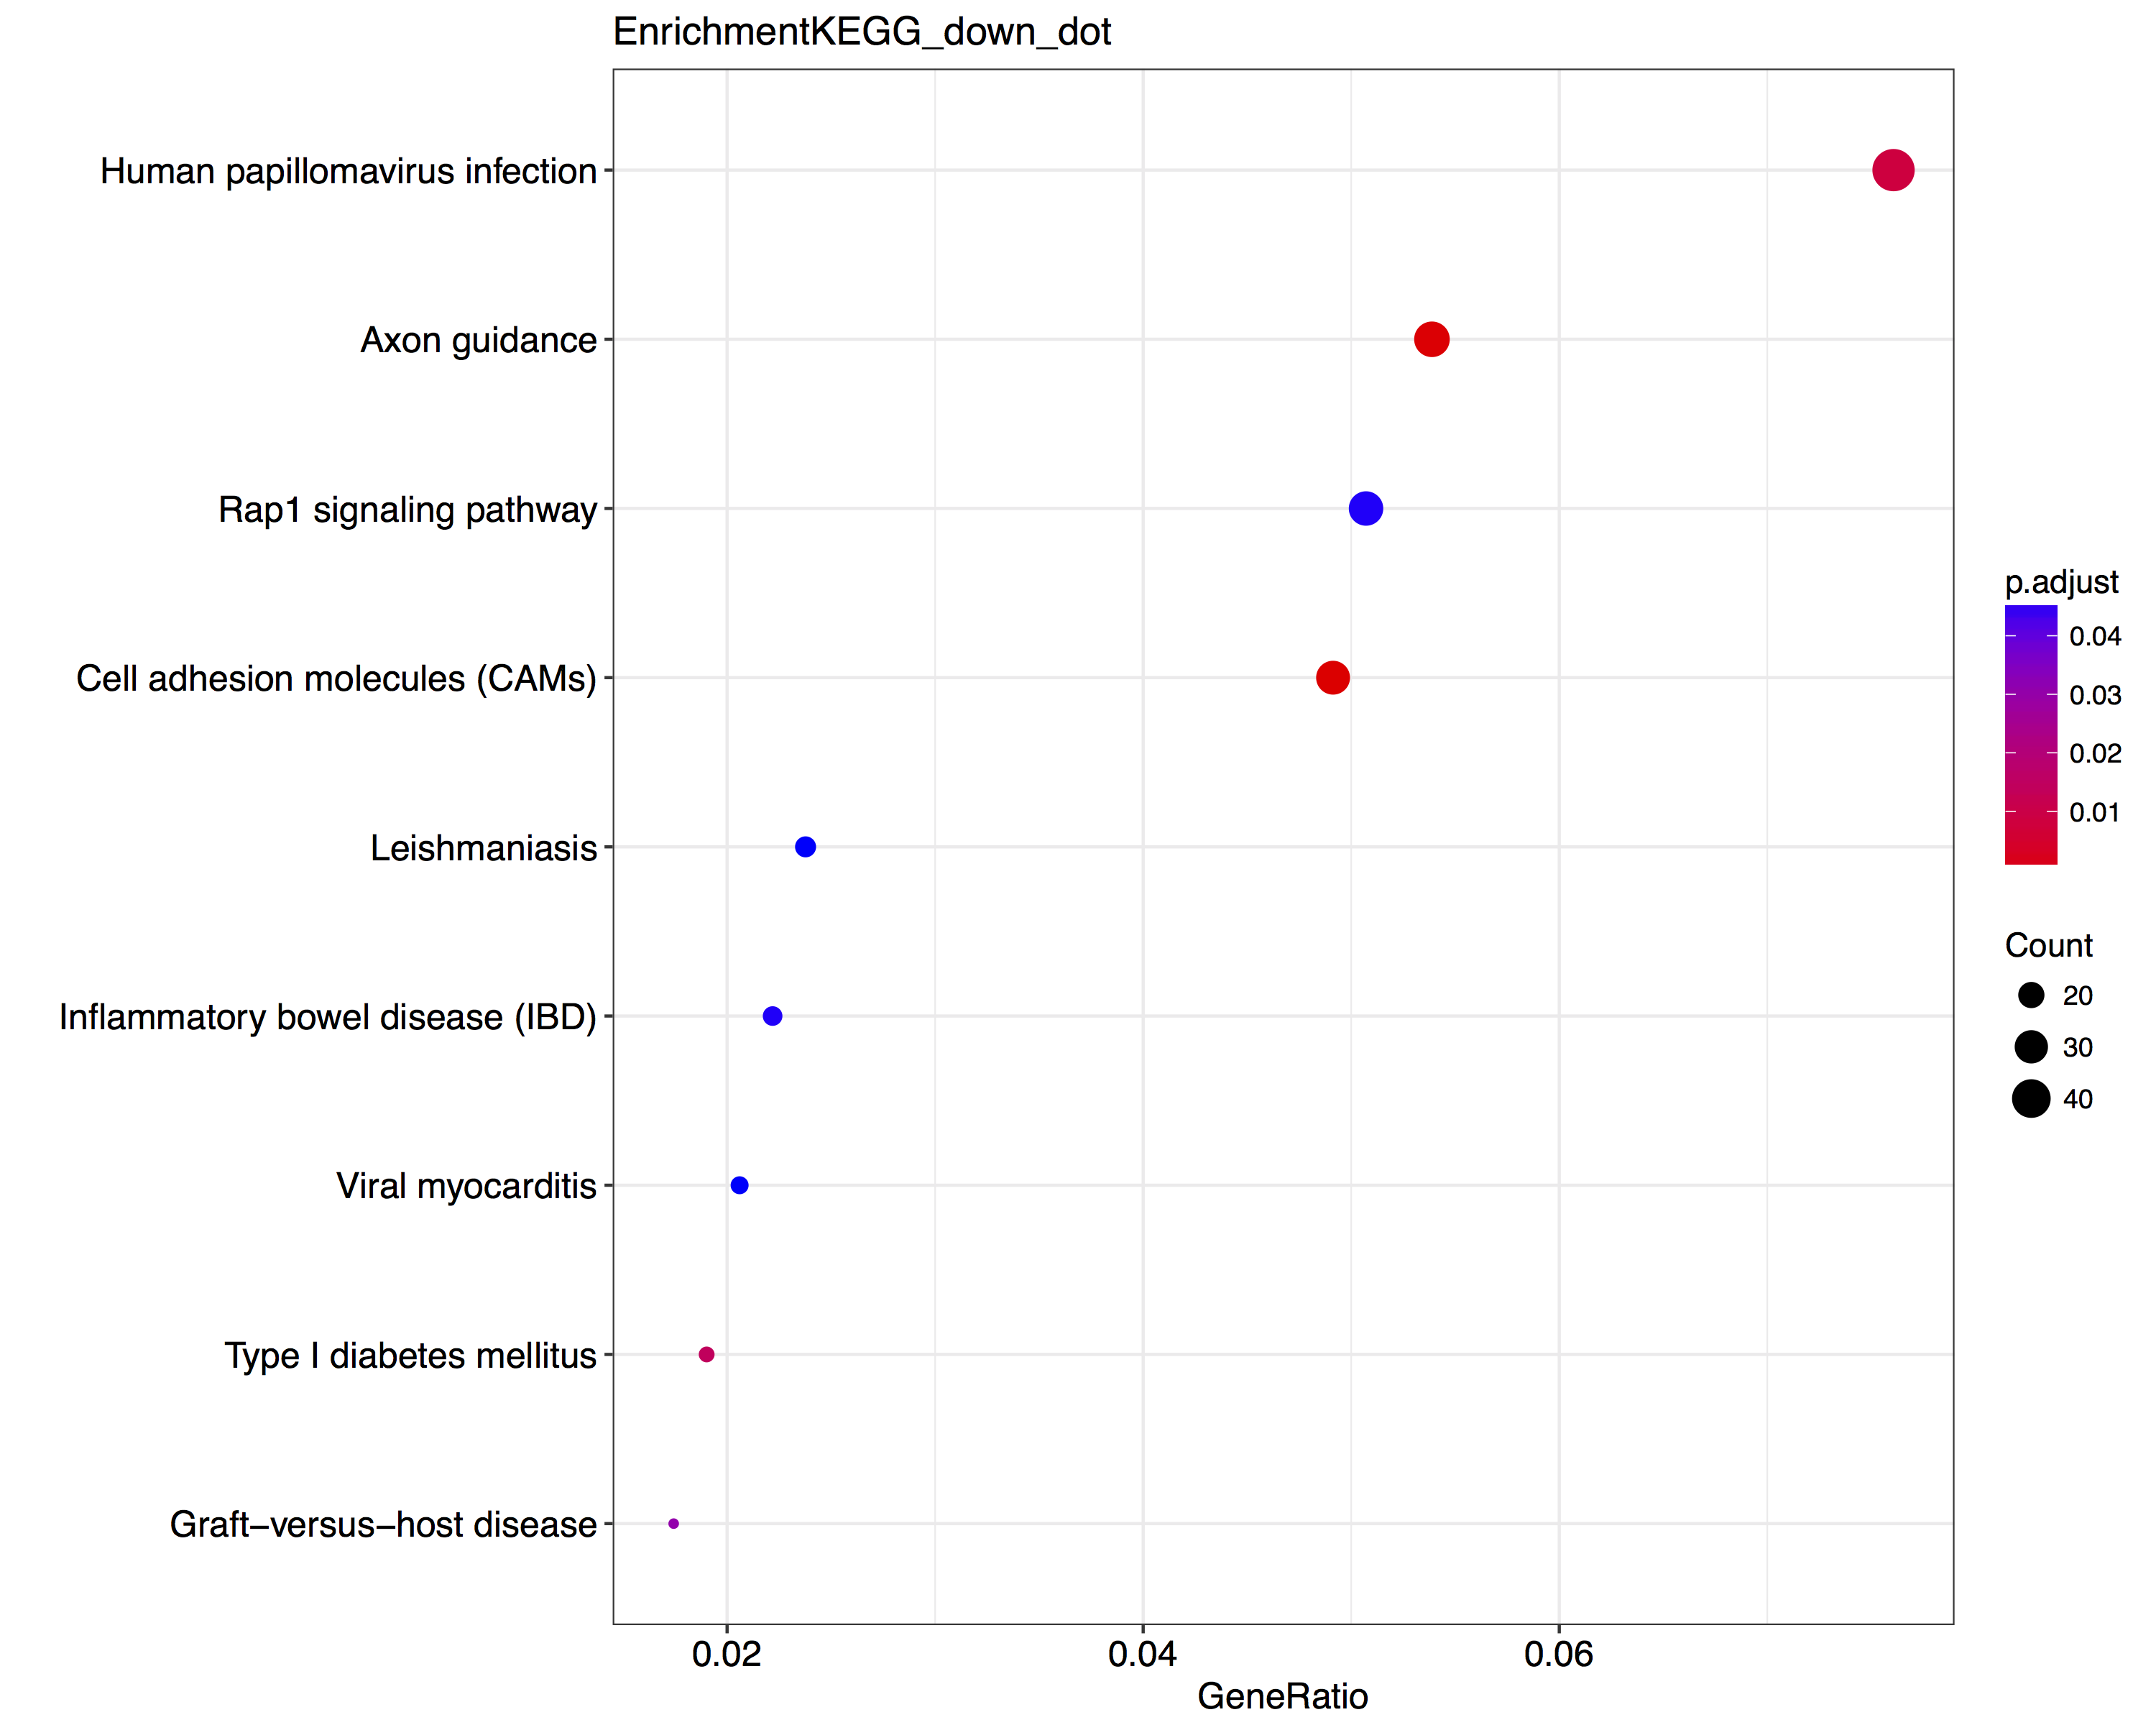 EnrichmentKEGG_down_dot
Human papillomavirus infection
Axon guidance
Rap1 signaling pathway
Cell adhesion molecules (CAMs)
Leishmaniasis
Inflammatory bowel disease (IBD)
Viral myocarditis
Type I diabetes mellitus
Graft−versus−host disease
0.02 0.04 0.06
GeneRatio
p.adjust
0.04
0.03
0.02
0.01
Count
20
30
40